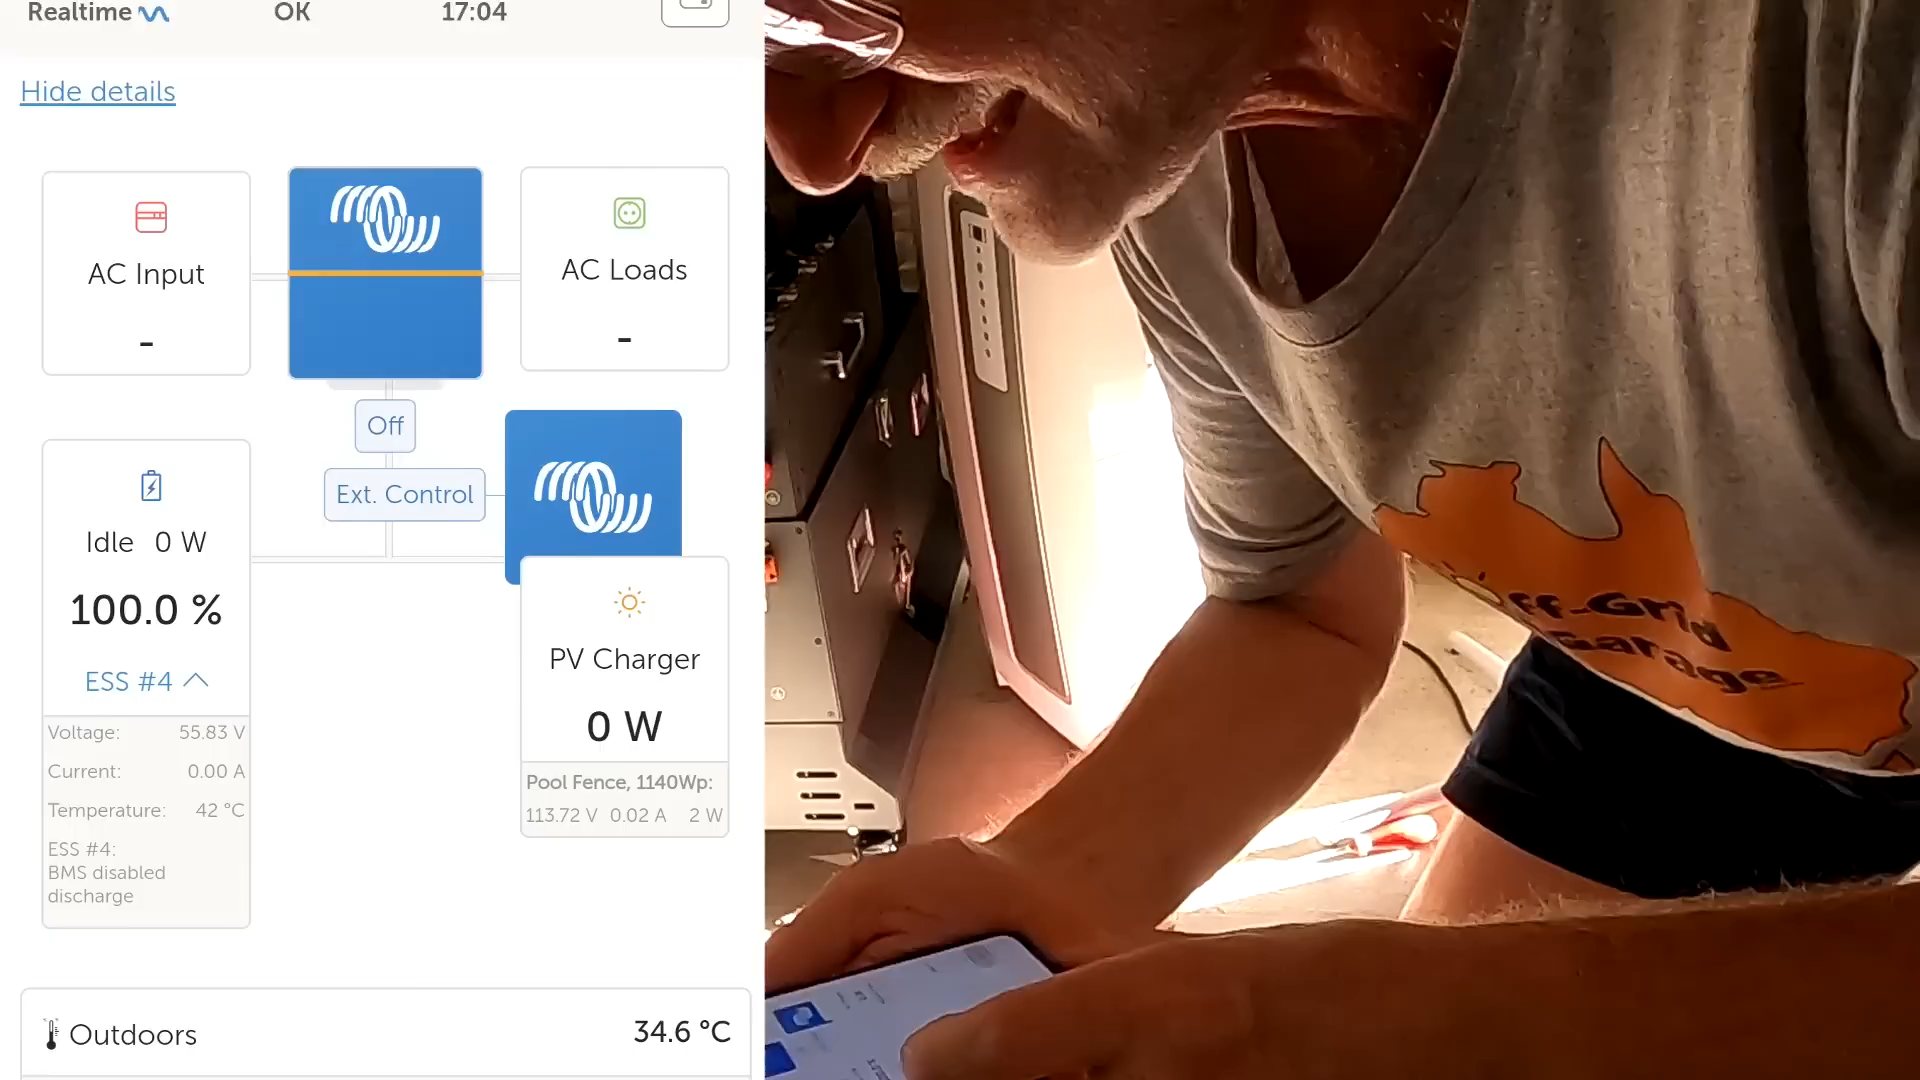 Realtime OK 17:04
Hide details
AC Input
-
AC Loads
-
Off
Ext. Control
Idle 0 W
100.0 %
ESS #4
Voltage: 55.83 V
Current: 0.00 A
Temperature: 42 °C
ESS #4:
BMS disabled
discharge
PV Charger
0 W
Pool Fence, 1140Wp:
113.72 V 0.02 A 2 W
Outdoors 34.6 °C
Off-Grid
Garage